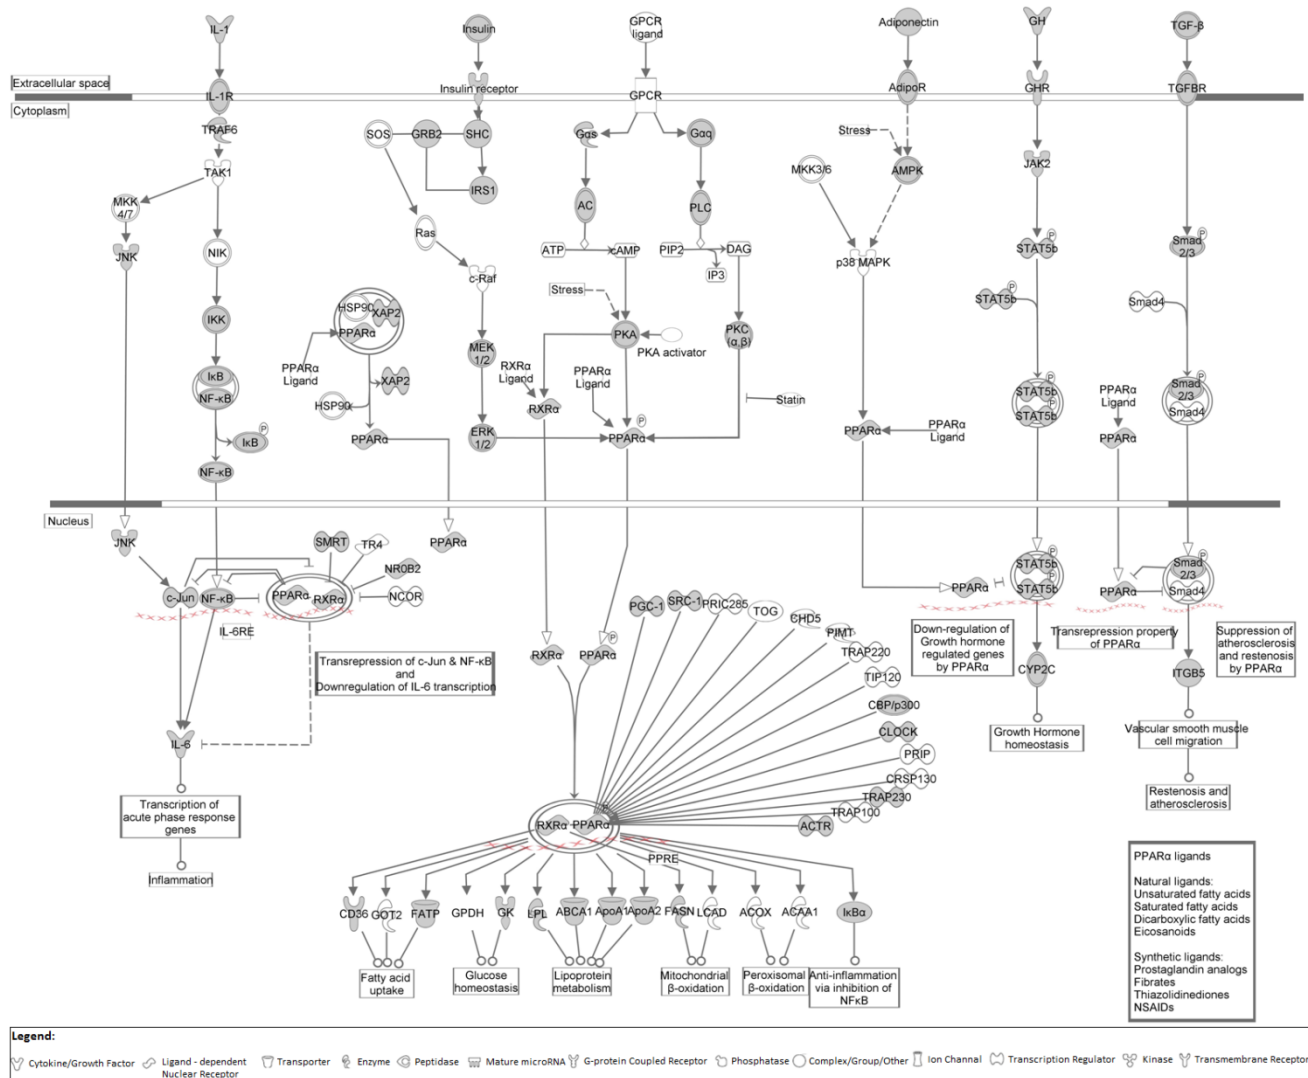 IL-1
Insulin
GPCR
ligand
Adiponectin
GH
TGF-β
Extracellular space
Cytoplasm
IL-1R
Insulin receptor
GPCR
AdipoR
GHR
TGFBR
TRAF6
SOS
GRB2
SHC
Gαs
Gαq
Stress
TAK1
MKK3/6
AMPK
JAK2
IRS1
MKK
4/7
AC
PLC
Ras
JNK
NIK
ATP
cAMP
PIP2
DAG
IP3
p38 MAPK
STAT5b
P
Smad
2/3
P
c-Raf
Stress
STAT5b
P
Smad4
HSP90
XAP2
PPARα
IKK
PKA
PKA activator
PKC
(α,β)
MEK
1/2
PPARα
Ligand
RXRα
Ligand
PPARα
Ligand
IκB
NF-κB
XAP2
HSP90
RXRα
Statin
STAT5b
P
STAT5b
P
PPARα
Ligand
Smad
2/3
P
Smad4
IκB
P
PPARα
ERK
1/2
PPARα
P
PPARα
PPARα
Ligand
PPARα
NF-κB
Nucleus
JNK
SMRT
TR4
PPARα
NR0B2
c-Jun
NF-κB
PPARα
RXRα
NCOR
PPARα
STAT5b
P
STAT5b
P
PPARα
Smad
2/3
P
Smad4
IL-6RE
PGC-1
SRC-1
PRIC285
TOG
CHD5
PIMT
TRAP220
TIP120
CBP/p300
CLOCK
PRIP
CRSP130
TRAP230
TRAP100
ACTR
RXRα
PPARα
P
Transrepression of c-Jun & NF-κB
and
Downregulation of IL-6 transcription
Down-regulation of
Growth hormone
regulated genes
by PPARα
Transrepression property
of PPARα
Suppression of
atherosclerosis
and restenosis
by PPARα
CYP2C
ITGB5
IL-6
Growth Hormone
homeostasis
Vascular smooth muscle
cell migration
Restenosis and
atherosclerosis
Transcription of
acute phase response
genes
Inflammation
RXRα
PPARα
P
PPRE
CD36
GOT2
FATP
GPDH
GK
LPL
ABCA1
ApoA1
ApoA2
FASN
LCAD
ACOX
ACAA1
IκBα
Fatty acid
uptake
Glucose
homeostasis
Lipoprotein
metabolism
Mitochondrial
β-oxidation
Peroxisomal
β-oxidation
Anti-inflammation
via inhibition of
NFκB
PPARα ligands
Natural ligands:
Unsaturated fatty acids
Saturated fatty acids
Dicarboxylic fatty acids
Eicosanoids
Synthetic ligands:
Prostaglandin analogs
Fibrates
Thiazolidinediones
NSAIDs
Legend:
Cytokine/Growth Factor
Ligand - dependent
Nuclear Receptor
Transporter
Enzyme
Peptidase
Mature microRNA
G-protein Coupled Receptor
Phosphatase
Complex/Group/Other
Ion Channal
Transcription Regulator
Kinase
Transmembrane Receptor